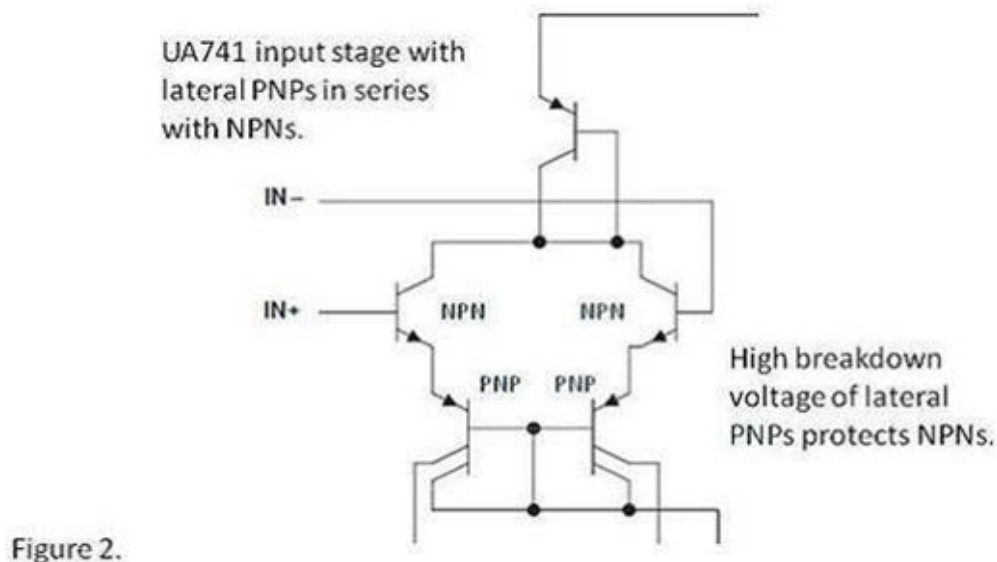 UA741 input stage with
lateral PNPs in series
with NPNs.
IN–
IN+
NPN
NPN
PNP
PNP
High breakdown
voltage of lateral
PNPs protects NPNs.
Figure 2.